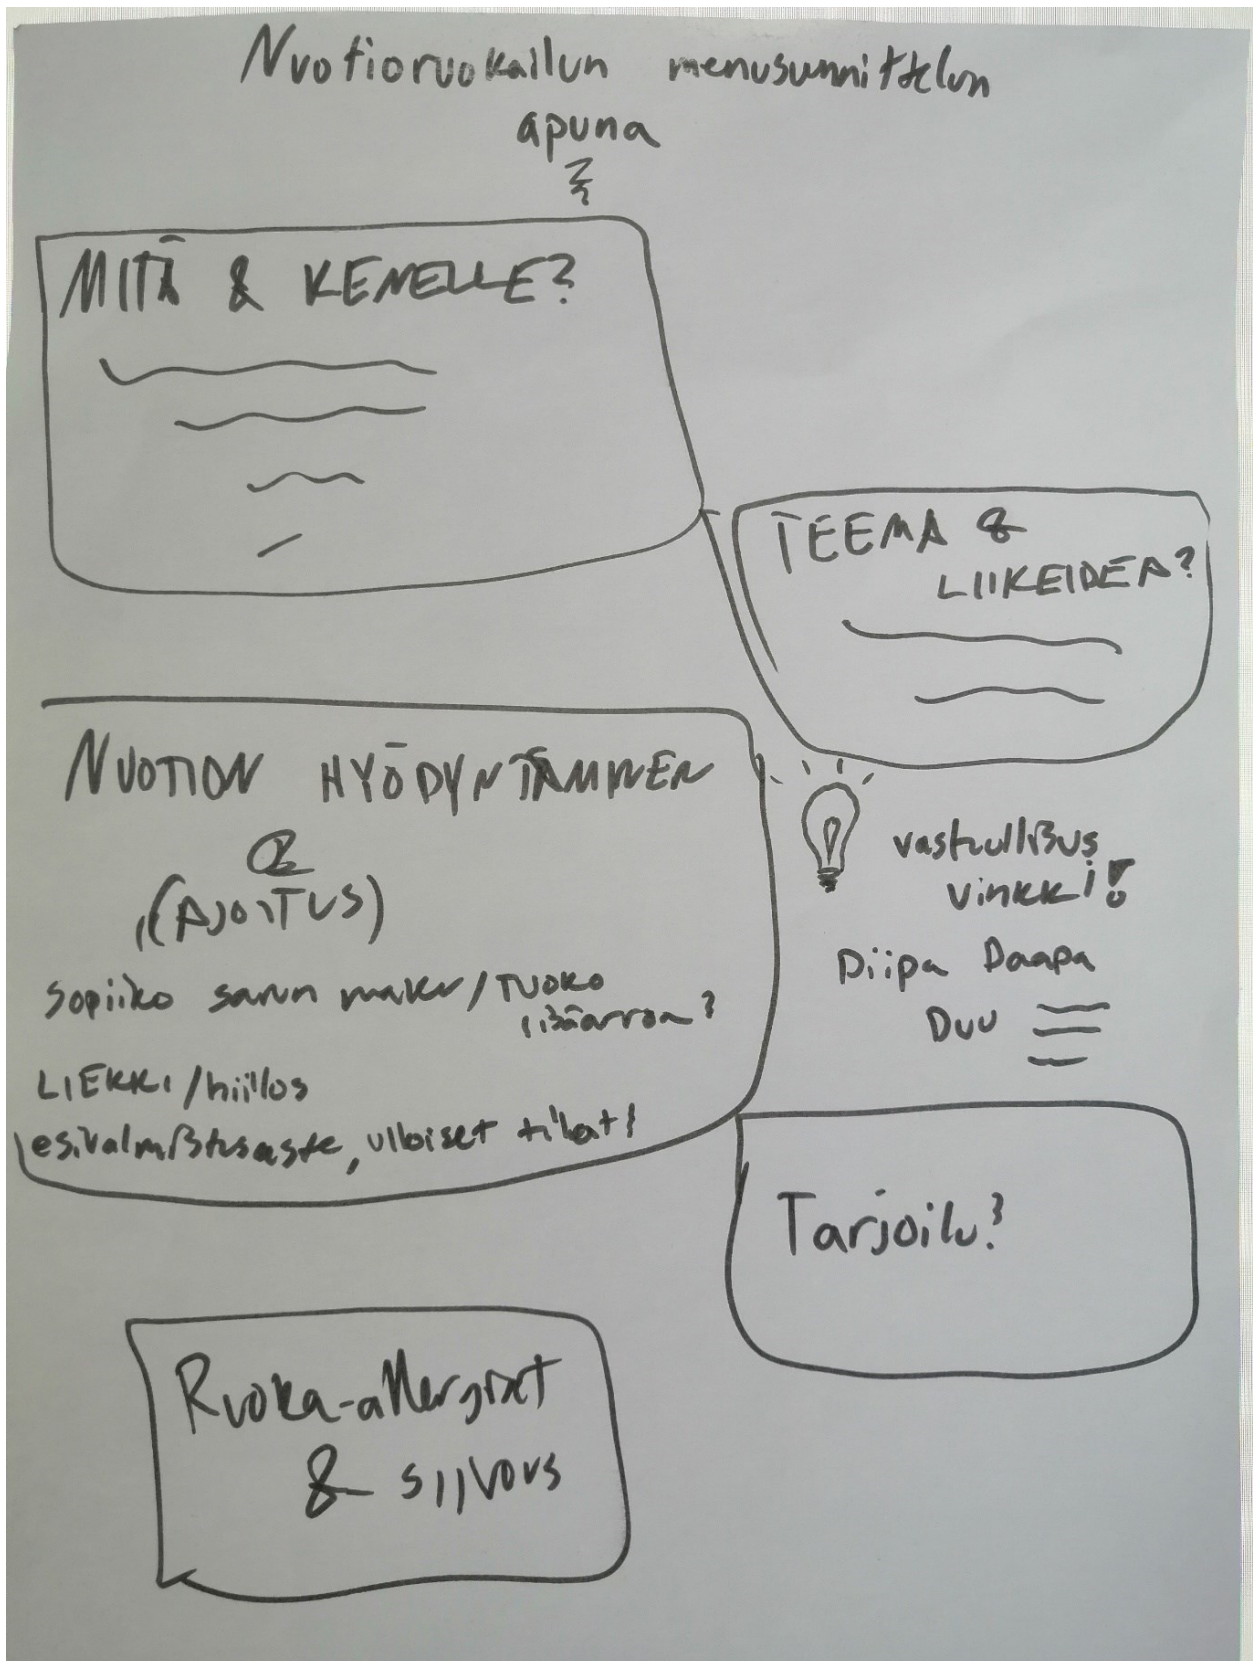 Nuotioruokailun menusunnittelun
apuna
MITÄ & KENELLE?
TEEMA &
LIIKEIDEA?
NUOTION HYÖDYNTÄMINEN
&
(AJOITUS)
Sopiiko savun maku/TUOKO
lisäarvoa?
LIEKKI/hiillos
esivalmistusaste, ulkoiset tilat?
vastuullisuus
vinkki!
Diipa Daapa
Duu
Tarjoilu?
Ruoka-allergiat
& SIIVOUS